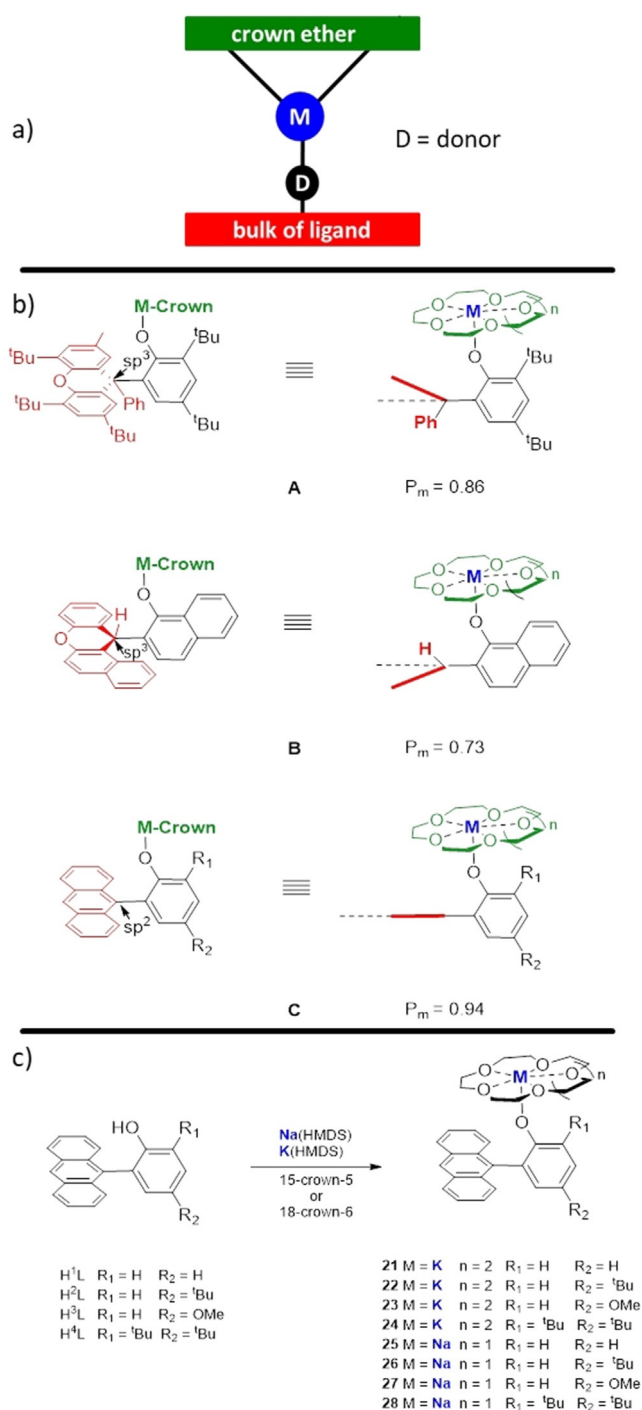 crown ether
M
a)
D = donor
D
bulk of ligand
b)
M-Crown
O
ᵗBu
sp³
ᵗBu
O
Ph
ᵗBu
ᵗBu
ᵗBu
M
O O O O O n
O
ᵗBu
Ph
ᵗBu
A Pₘ = 0.86
M-Crown
O
H
O
sp³
M
O O O O O n
O
H
B Pₘ = 0.73
M-Crown
O
R₁
sp²
R₂
M
O O O O O n
O
R₁
R₂
C Pₘ = 0.94
c)
HO
R₁
R₂
Na(HMDS)
K(HMDS)
15-crown-5
or
18-crown-6
M
O O O O O n
O
R₁
R₂
H¹L R₁ = H R₂ = H
H²L R₁ = H R₂ = ᵗBu
H³L R₁ = H R₂ = OMe
H⁴L R₁ = ᵗBu R₂ = ᵗBu
21 M = K n = 2 R₁ = H R₂ = H
22 M = K n = 2 R₁ = H R₂ = ᵗBu
23 M = K n = 2 R₁ = H R₂ = OMe
24 M = K n = 2 R₁ = ᵗBu R₂ = ᵗBu
25 M = Na n = 1 R₁ = H R₂ = H
26 M = Na n = 1 R₁ = H R₂ = ᵗBu
27 M = Na n = 1 R₁ = H R₂ = OMe
28 M = Na n = 1 R₁ = ᵗBu R₂ = ᵗBu